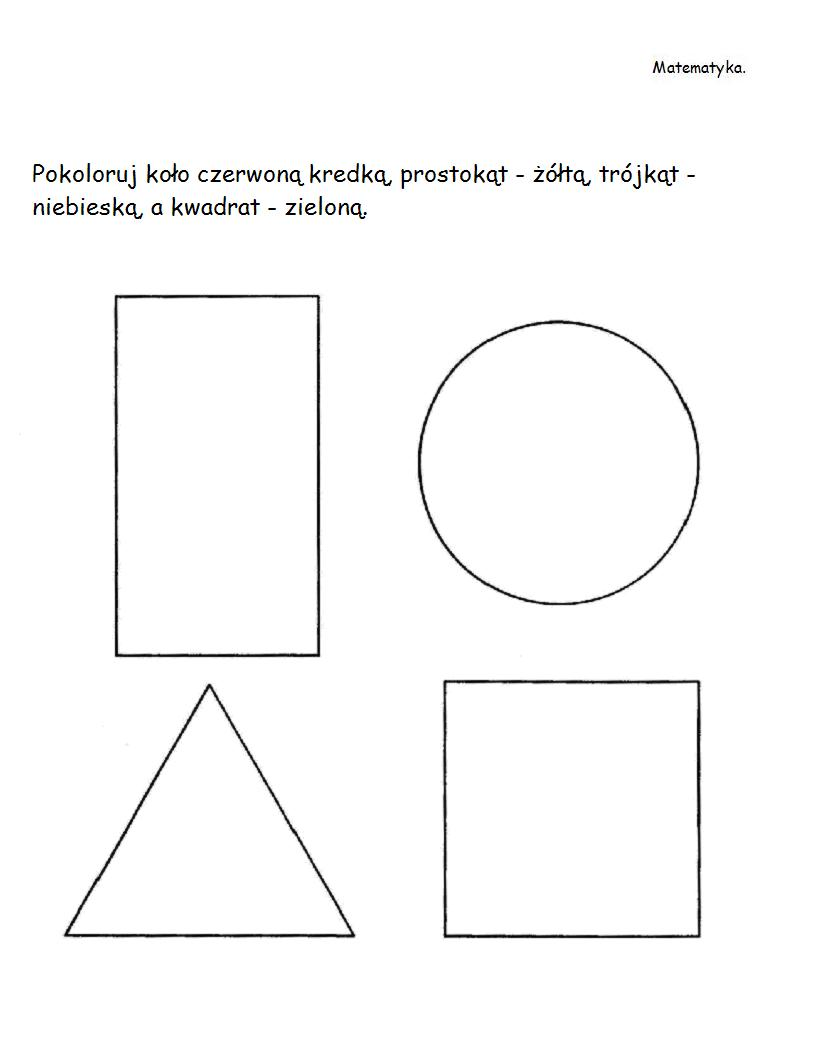 Matematyka.
Pokoloruj koło czerwoną kredką, prostokąt - żółtą, trójkąt -
niebieską, a kwadrat - zieloną.